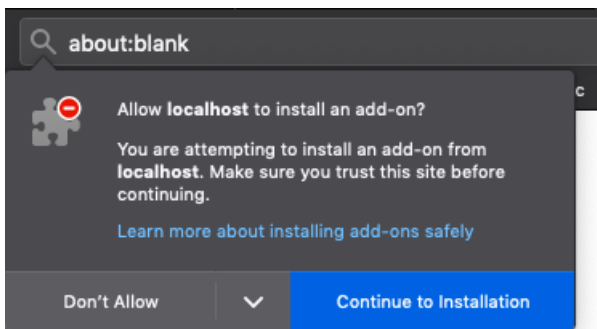 about:blank
c
Allow localhost to install an add-on?
You are attempting to install an add-on from
localhost. Make sure you trust this site before
continuing.
Learn more about installing add-ons safely
Don't Allow
Continue to Installation